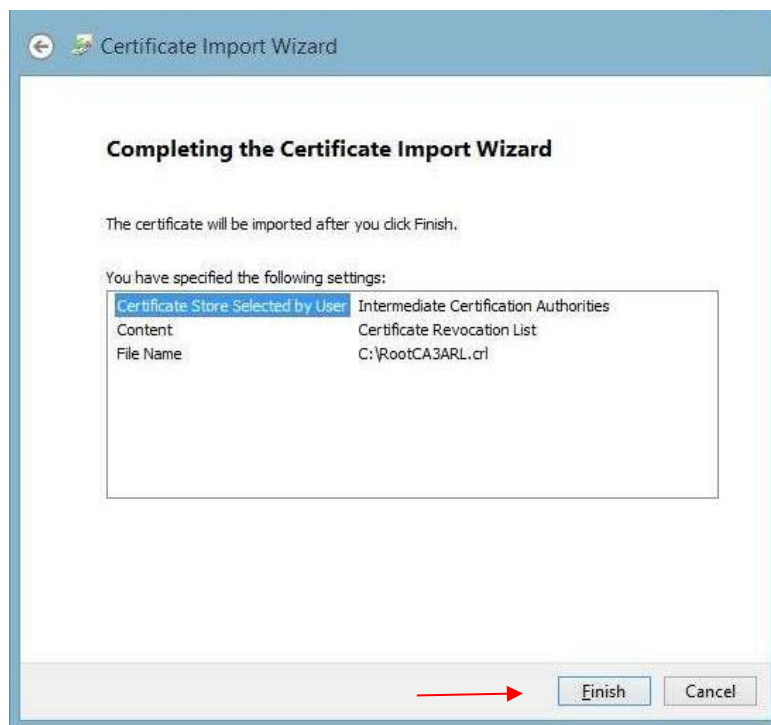 Certificate Import Wizard
Completing the Certificate Import Wizard
The certificate will be imported after you click Finish.
You have specified the following settings:
Certificate Store Selected by User Intermediate Certification Authorities
Content Certificate Revocation List
File Name C:\RootCA3ARL.crl
Finish Cancel